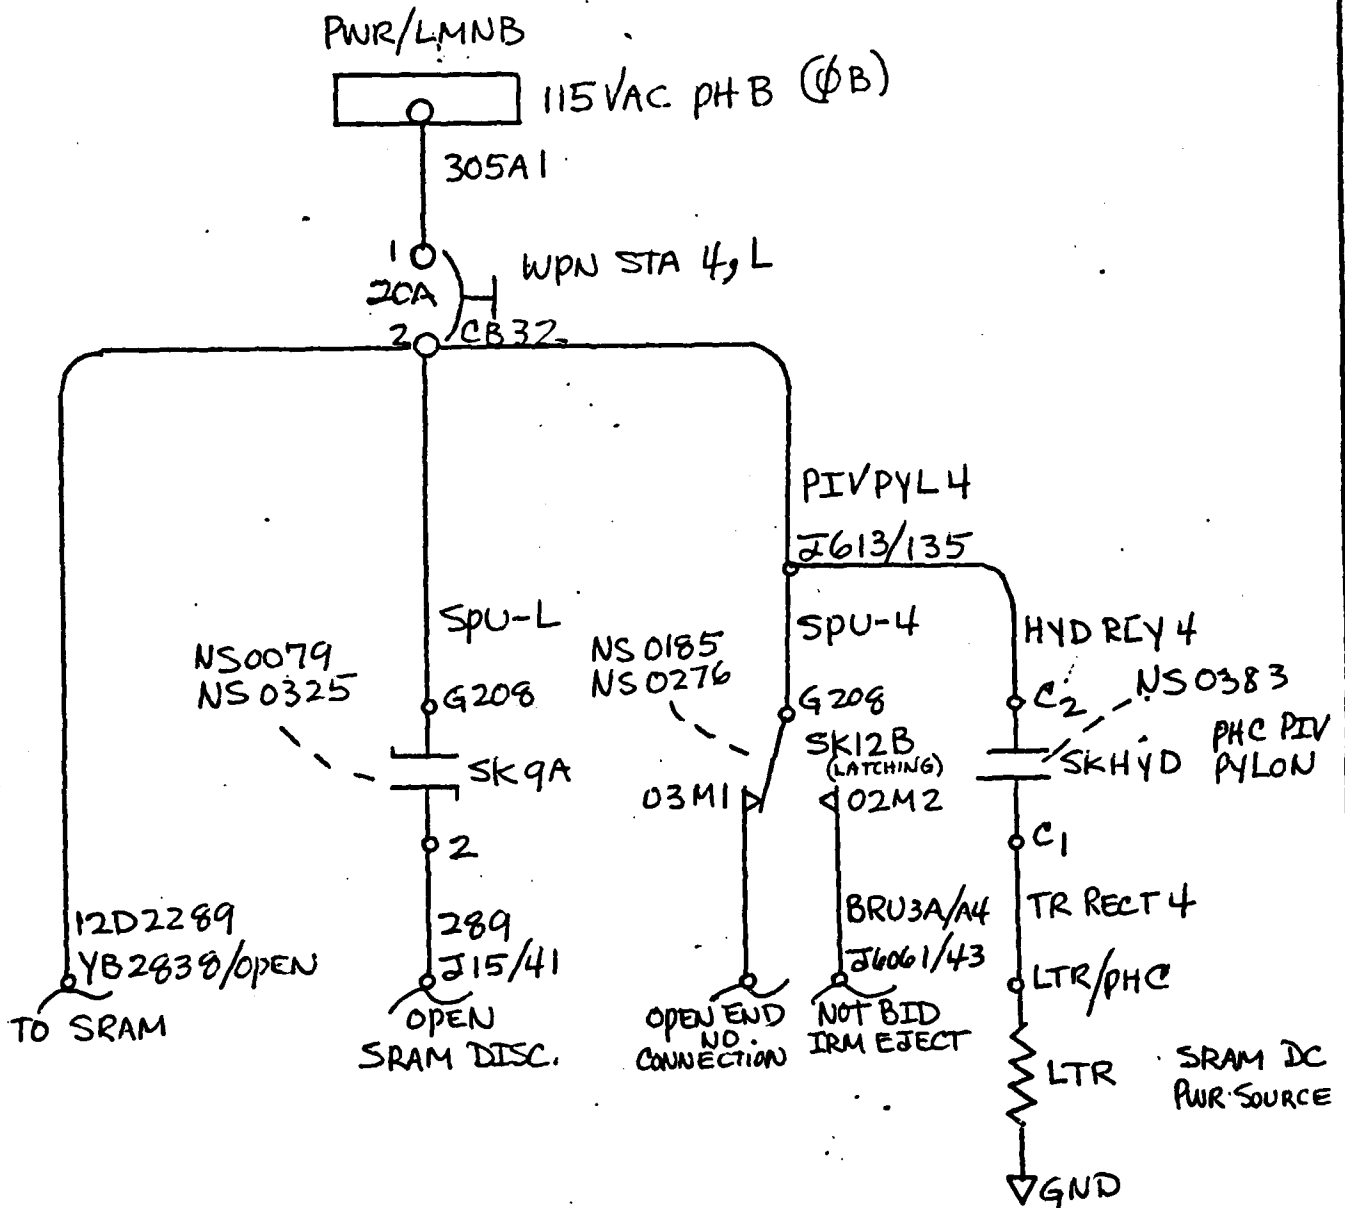 PWR/LMNB
115VAC PH B (ΦB)
305A1
1
20A
WPN STA 4, L
2
CB32
PIVPYL4
J613/135
SPU-L
SPU-4
HYD RLY 4
NS0079
NS0325
NS0185
NS0276
NS0383
G208
G208
C2
SK9A
SK12B
(LATCHING)
SKHYD
PHC PIV
PYLON
03M1
02M2
2
C1
12D2289
YB2838/OPEN
289
J15/41
BRU3A/A4
J6061/43
TR RECT 4
LTR/PHC
TO SRAM
OPEN
SRAM DISC.
OPEN END
NO.
CONNECTION
NOT BID
IRM EJECT
LTR
SRAM DC
PWR SOURCE
GND